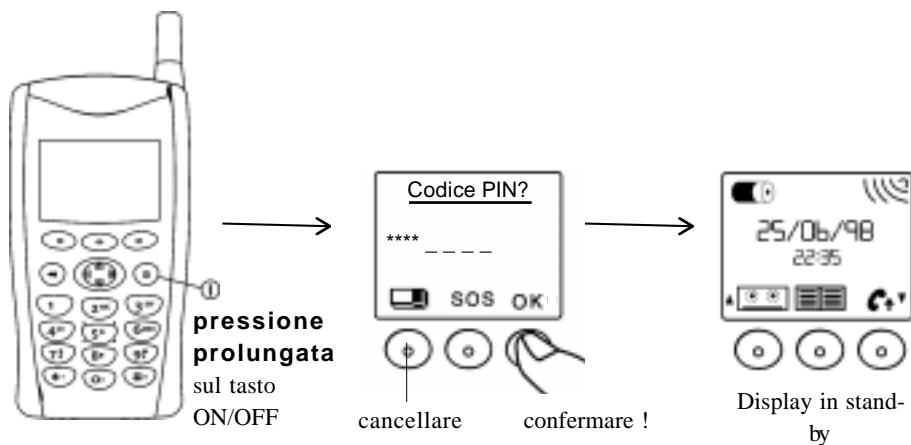 pressione
prolungata
sul tasto
ON/OFF
Codice PIN?
**** _ _ _ _
SOS OK
cancellare
confermare !
25/06/98
22:35
Display in stand-
by